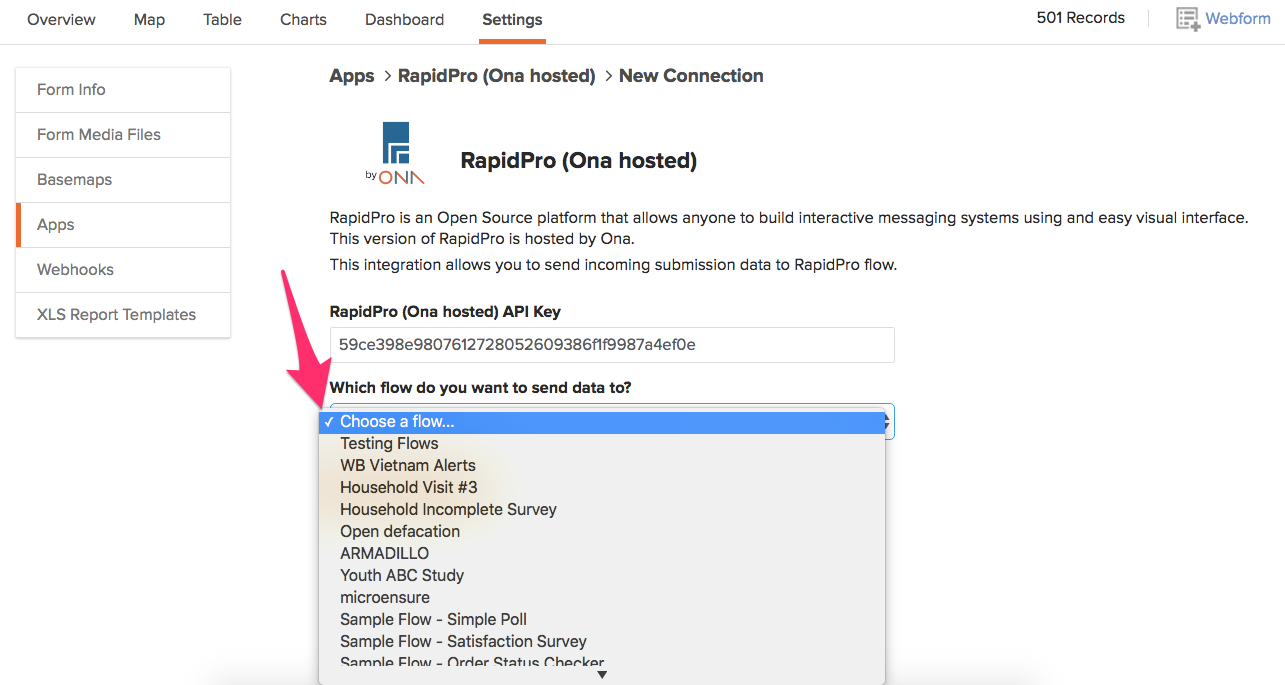 Overview Map Table Charts Dashboard Settings 501 Records Webform
Form Info
Form Media Files
Basemaps
Apps
Webhooks
XLS Report Templates
Apps > RapidPro (Ona hosted) > New Connection
by ONA
RapidPro (Ona hosted)
RapidPro is an Open Source platform that allows anyone to build interactive messaging systems using and easy visual interface.
This version of RapidPro is hosted by Ona.
This integration allows you to send incoming submission data to RapidPro flow.
RapidPro (Ona hosted) API Key
59ce398e9807612728052609386f1f9987a4ef0e
Which flow do you want to send data to?
✓ Choose a flow...
Testing Flows
WB Vietnam Alerts
Household Visit #3
Household Incomplete Survey
Open defacation
ARMADILLO
Youth ABC Study
microensure
Sample Flow - Simple Poll
Sample Flow - Satisfaction Survey
Sample Flow - Order Status Checker